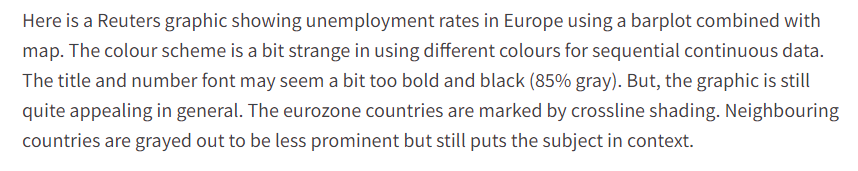 Here is a Reuters graphic showing unemployment rates in Europe using a barplot combined with
map. The colour scheme is a bit strange in using different colours for sequential continuous data.
The title and number font may seem a bit too bold and black (85% gray). But, the graphic is still
quite appealing in general. The eurozone countries are marked by crossline shading. Neighbouring
countries are grayed out to be less prominent but still puts the subject in context.